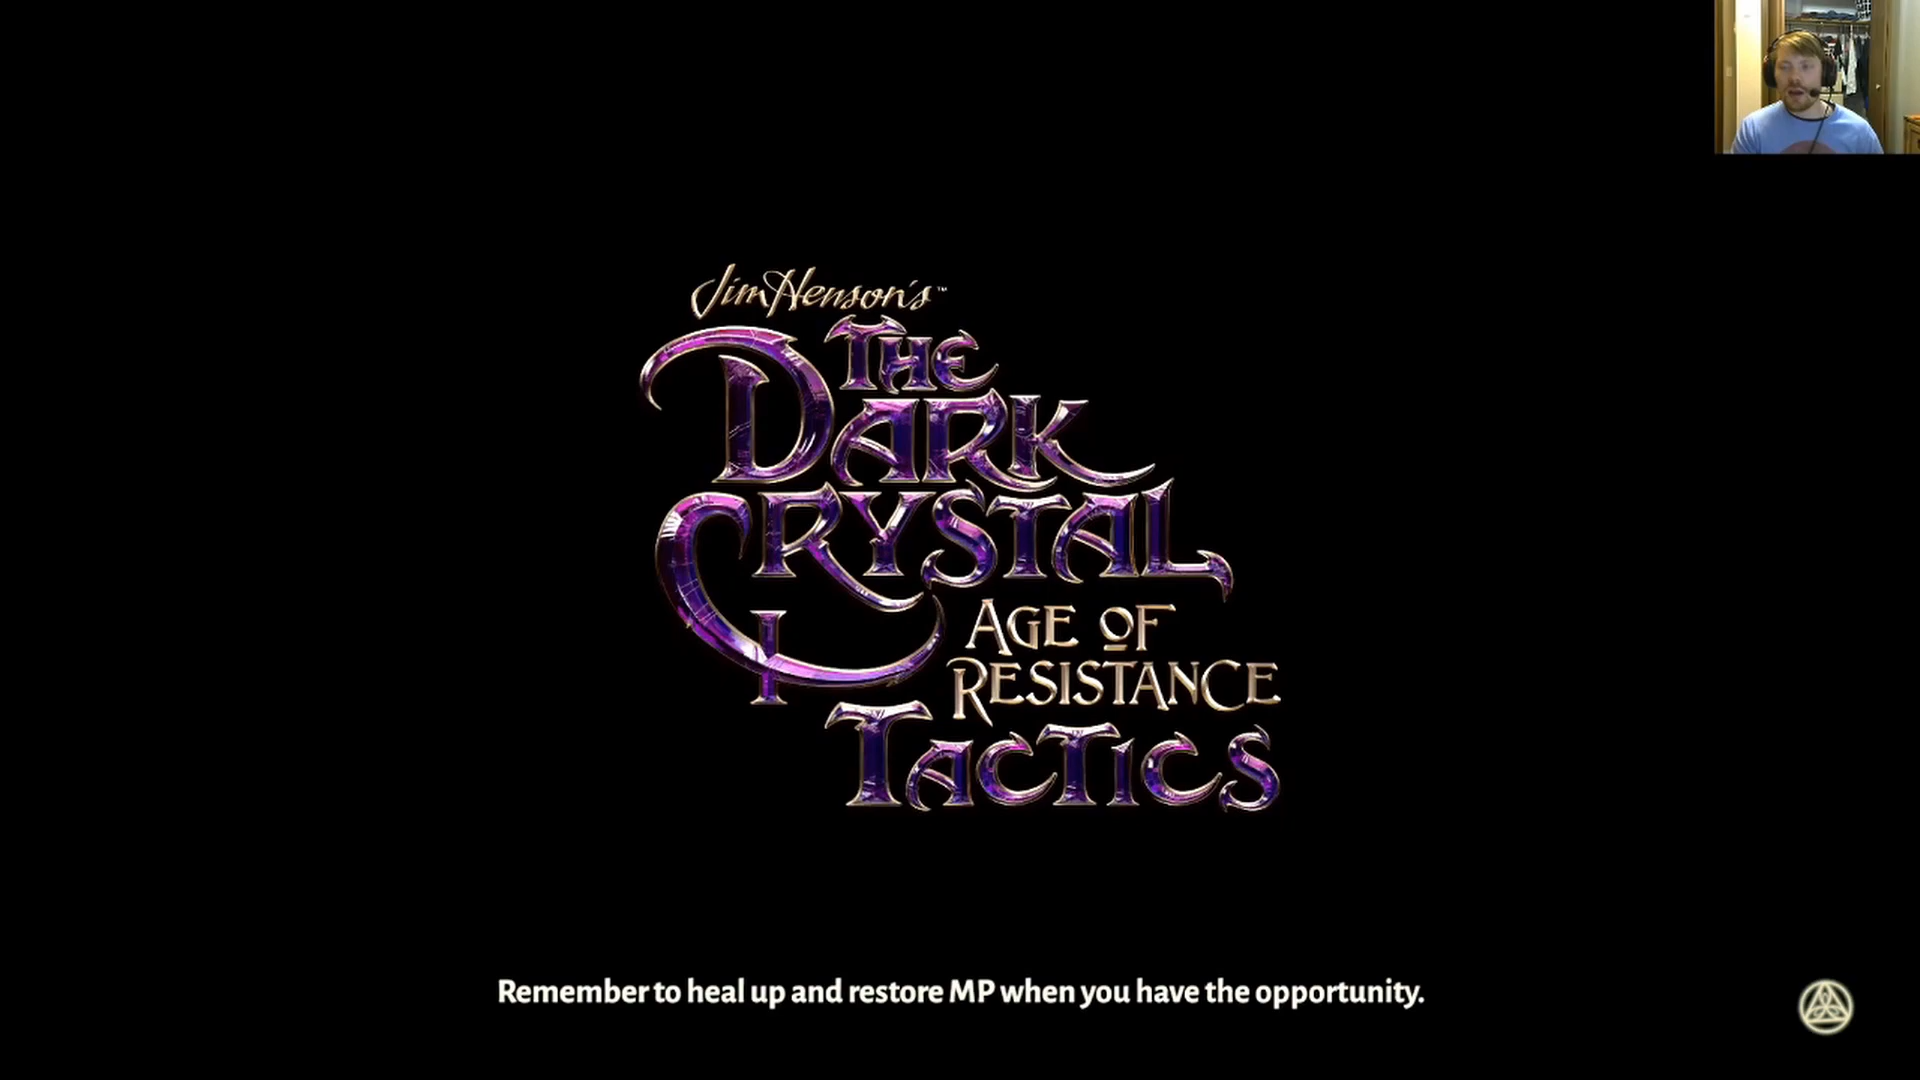 Jim Henson's™
THE
DARK
CRYSTAL
AGE OF
RESISTANCE
TACTICS
Remember to heal up and restore MP when you have the opportunity.